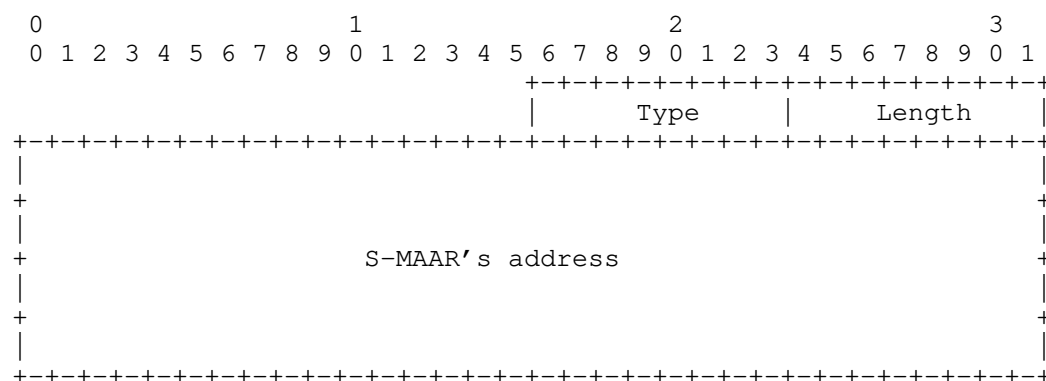 0                   1                   2                   3
 0 1 2 3 4 5 6 7 8 9 0 1 2 3 4 5 6 7 8 9 0 1 2 3 4 5 6 7 8 9 0 1
                                +-+-+-+-+-+-+-+-+-+-+-+-+-+-+-+-+
                                |      Type     |     Length    |
+-+-+-+-+-+-+-+-+-+-+-+-+-+-+-+-+-+-+-+-+-+-+-+-+-+-+-+-+-+-+-+-+
|                                                               |
+                                                               +
|                                                               |
+                     S-MAAR's address                          +
|                                                               |
+                                                               +
|                                                               |
+-+-+-+-+-+-+-+-+-+-+-+-+-+-+-+-+-+-+-+-+-+-+-+-+-+-+-+-+-+-+-+-+